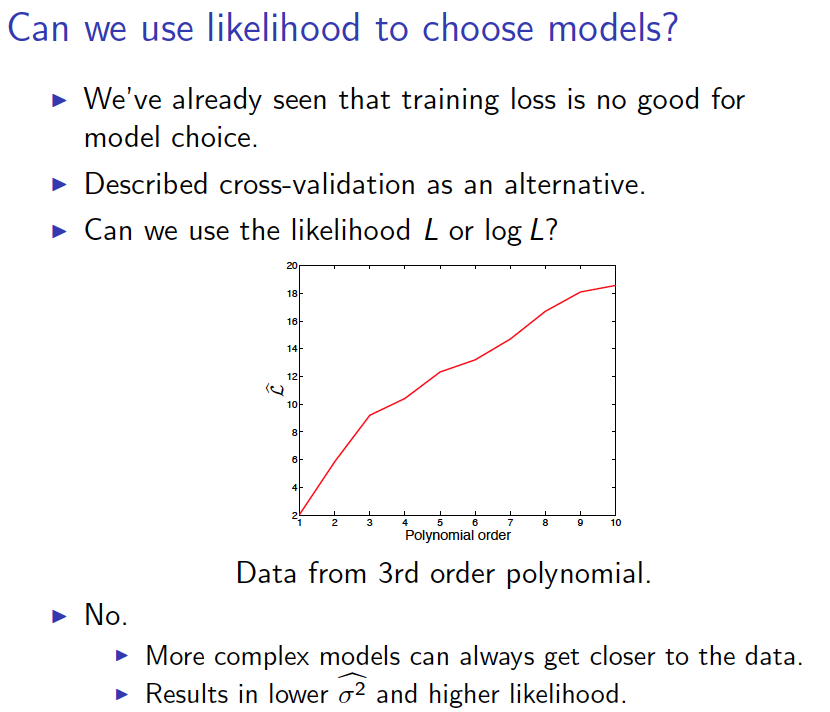 Can we use likelihood to choose models?
We've already seen that training loss is no good for
model choice.
Described cross-validation as an alternative.
Can we use the likelihood L or log L?
20
18
16
14
12
10
8
6
4
2
L̂
1 2 3 4 5 6 7 8 9 10
Polynomial order
Data from 3rd order polynomial.
No.
More complex models can always get closer to the data.
Results in lower σ̂² and higher likelihood.